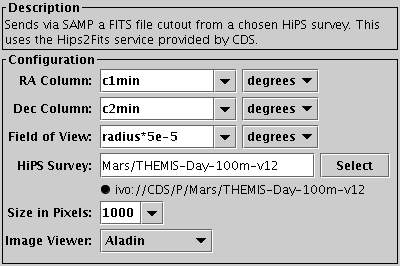 Description
Sends via SAMP a FITS file cutout from a chosen HiPS survey. This
uses the Hips2Fits service provided by CDS.
Configuration
RA Column: c1min degrees
Dec Column: c2min degrees
Field of View: radius*5e-5 degrees
HiPS Survey: Mars/THEMIS-Day-100m-v12 Select
ivo://CDS/P/Mars/THEMIS-Day-100m-v12
Size in Pixels: 1000
Image Viewer: Aladin